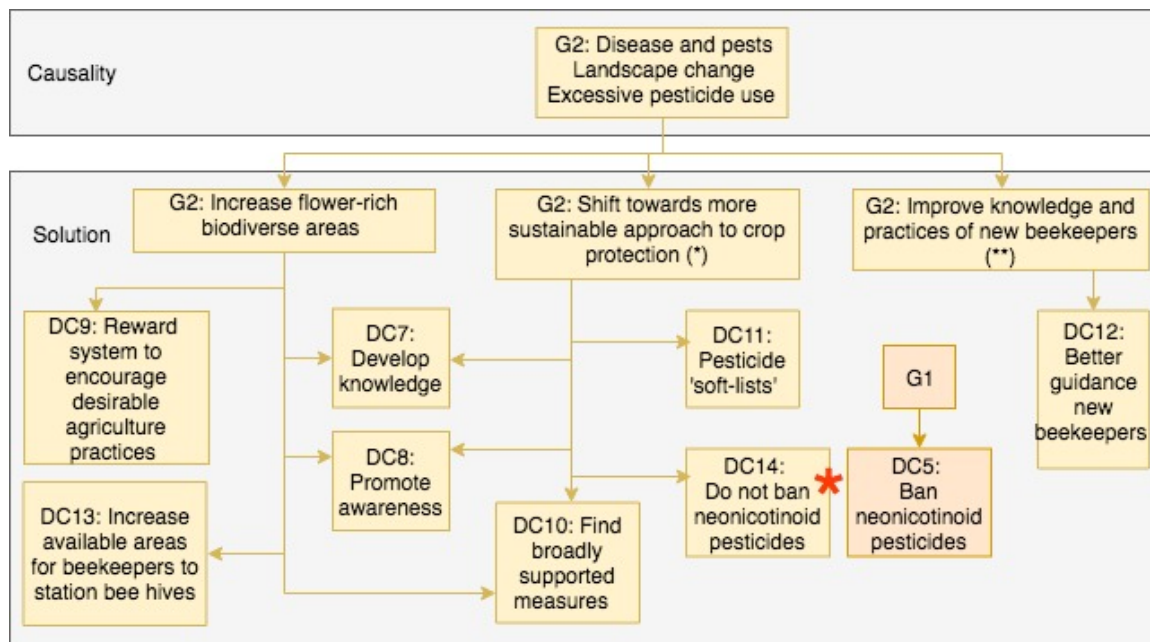 Causality
G2: Disease and pests
Landscape change
Excessive pesticide use
Solution
G2: Increase flower-rich
biodiverse areas
G2: Shift towards more
sustainable approach to crop
protection (*)
G2: Improve knowledge and
practices of new beekeepers
(**)
DC9: Reward
system to
encourage
desirable
agriculture
practices
DC7:
Develop
knowledge
DC11:
Pesticide
'soft-lists'
G1
DC12:
Better
guidance
new
beekeepers
DC8:
Promote
awareness
DC14:
Do not ban
neonicotinoid
pesticides
*
DC5:
Ban
neonicotinoid
pesticides
DC13: Increase
available areas
for beekeepers to
station bee hives
DC10: Find
broadly
supported
measures